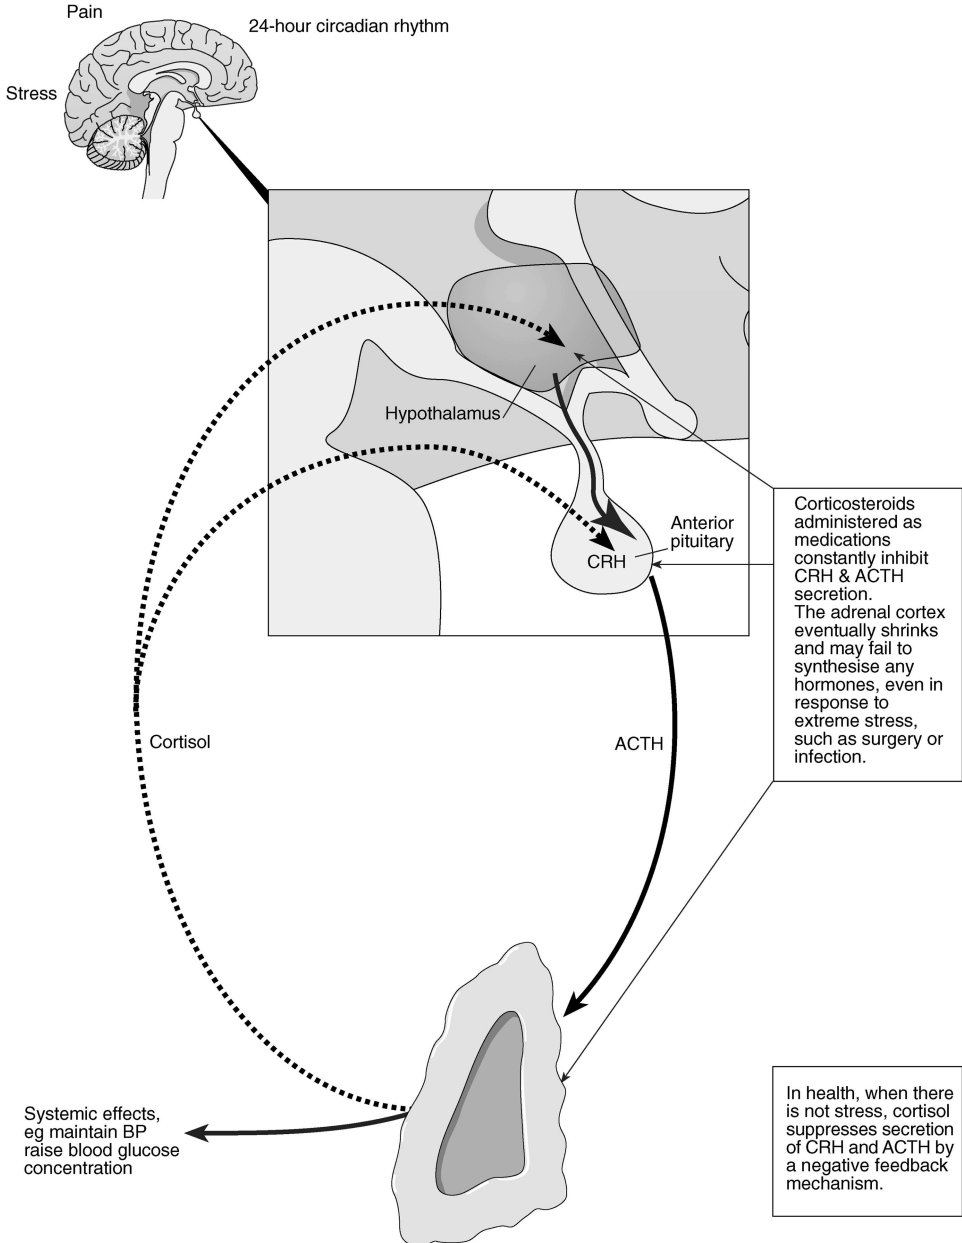 Pain
24-hour circadian rhythm
Stress
Hypothalamus
Anterior
pituitary
CRH
Corticosteroids
administered as
medications
constantly inhibit
CRH & ACTH
secretion.
The adrenal cortex
eventually shrinks
and may fail to
synthesise any
hormones, even in
response to
extreme stress,
such as surgery or
infection.
Cortisol
ACTH
Systemic effects,
eg maintain BP
raise blood glucose
concentration
In health, when there
is not stress, cortisol
suppresses secretion
of CRH and ACTH by
a negative feedback
mechanism.